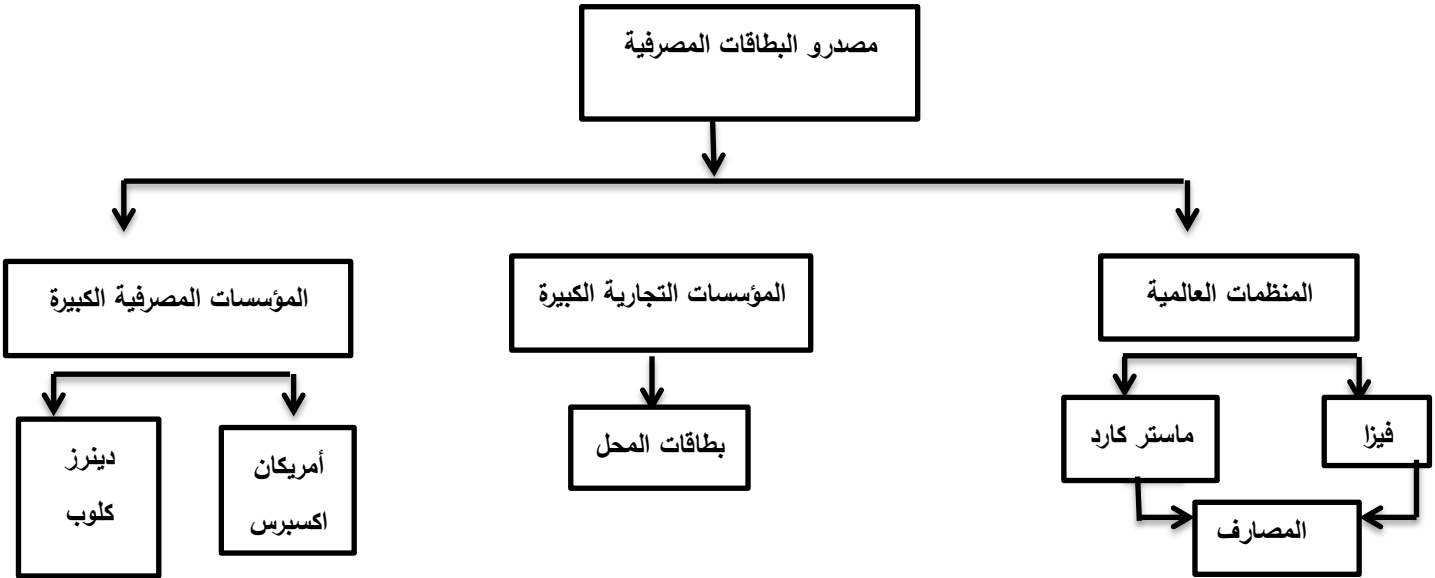 مصدرو البطاقات المصرفية
المنظمات العالمية
المؤسسات التجارية الكبيرة
المؤسسات المصرفية الكبيرة
فيزا
ماستر كارد
بطاقات المحل
أمريكان
اكسبرس
دينرز
كلوب
المصارف